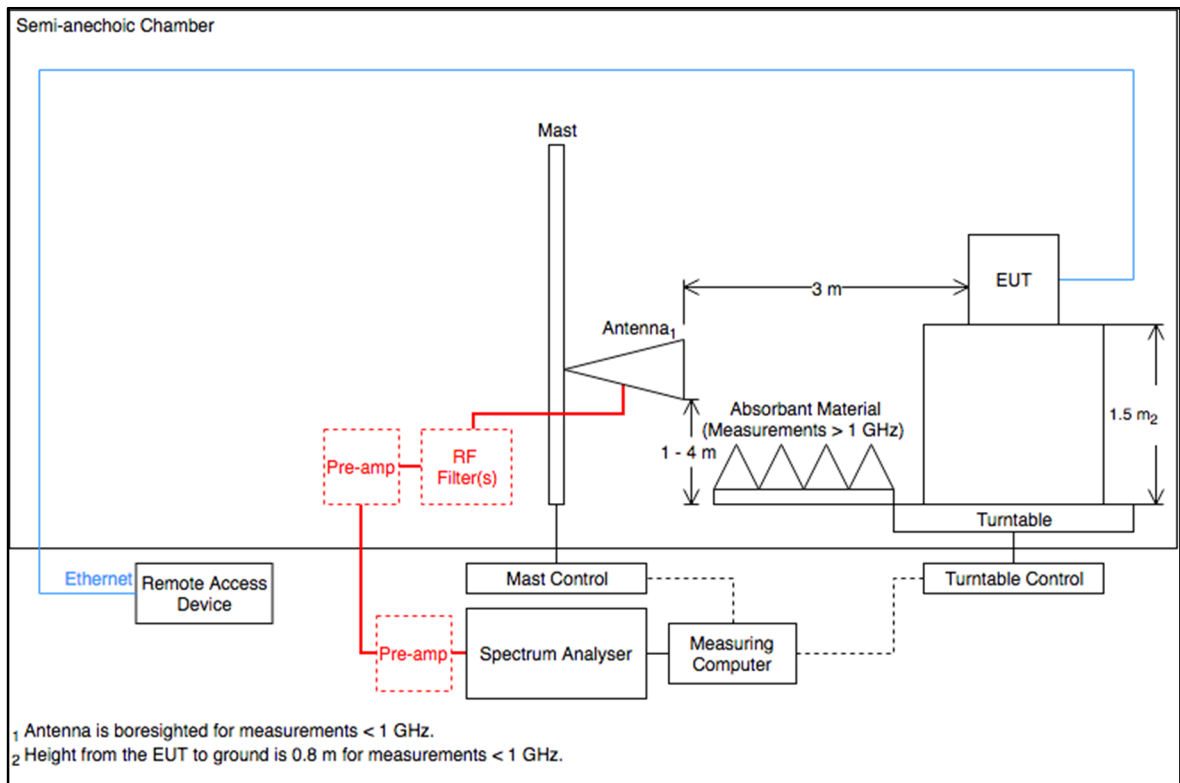 Semi-anechoic Chamber
Mast
EUT
3 m
Antenna1
Absorbant Material
(Measurements > 1 GHz)
1.5 m2
1 - 4 m
Pre-amp
RF
Filter(s)
Turntable
Ethernet
Remote Access
Device
Mast Control
Turntable Control
Pre-amp
Spectrum Analyser
Measuring
Computer
1 Antenna is boresighted for measurements < 1 GHz.
2 Height from the EUT to ground is 0.8 m for measurements < 1 GHz.